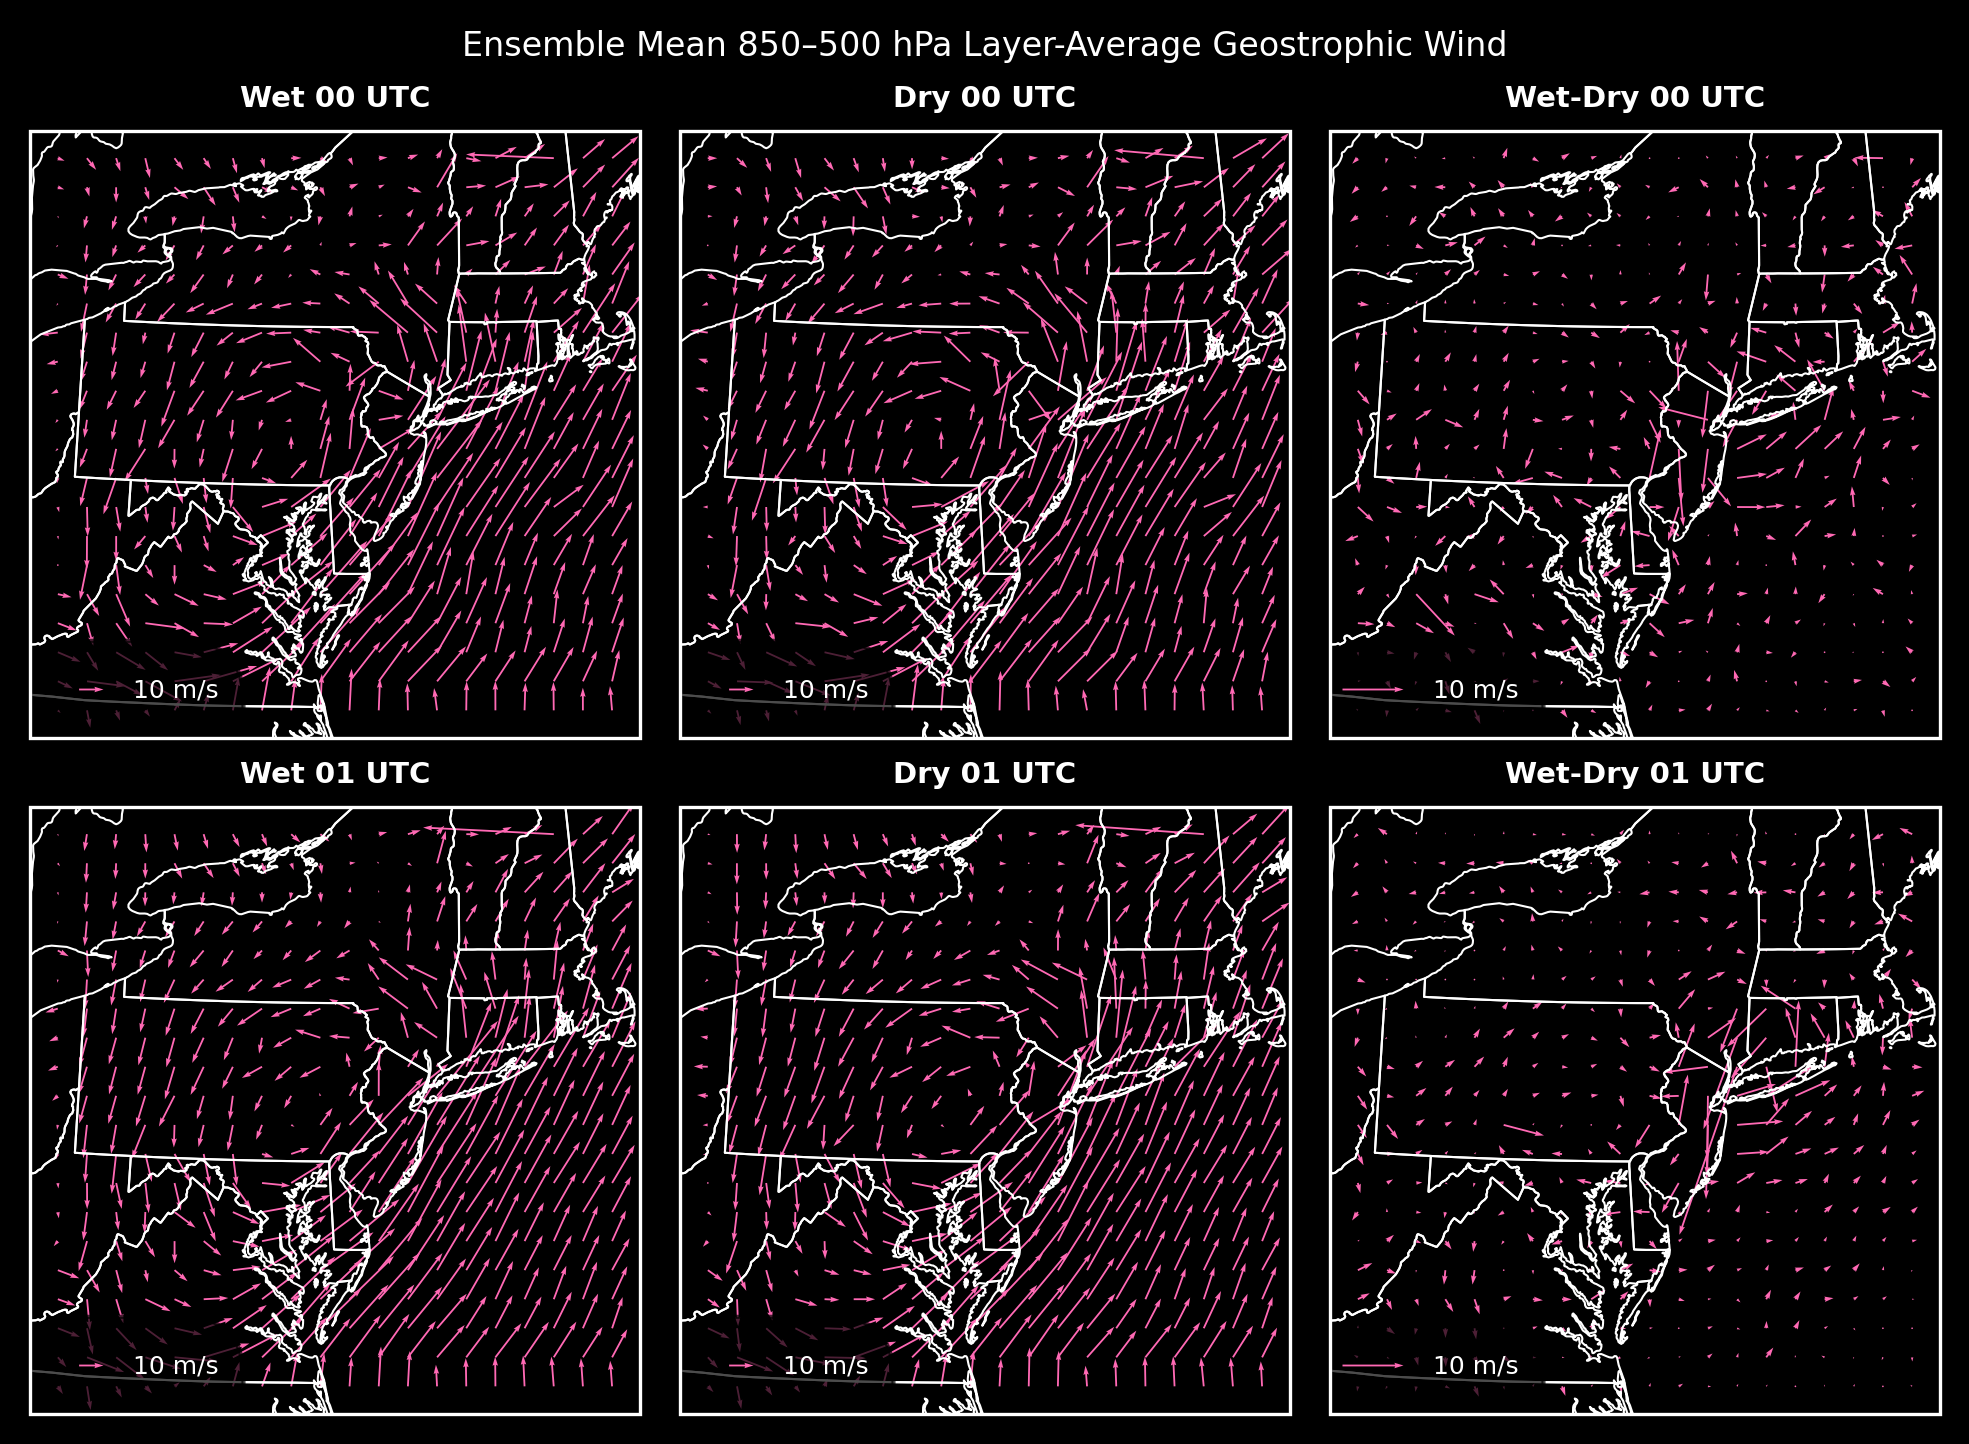 Ensemble Mean 850–500 hPa Layer-Average Geostrophic Wind
Wet 00 UTC
Dry 00 UTC
Wet-Dry 00 UTC
10 m/s
10 m/s
10 m/s
Wet 01 UTC
Dry 01 UTC
Wet-Dry 01 UTC
10 m/s
10 m/s
10 m/s